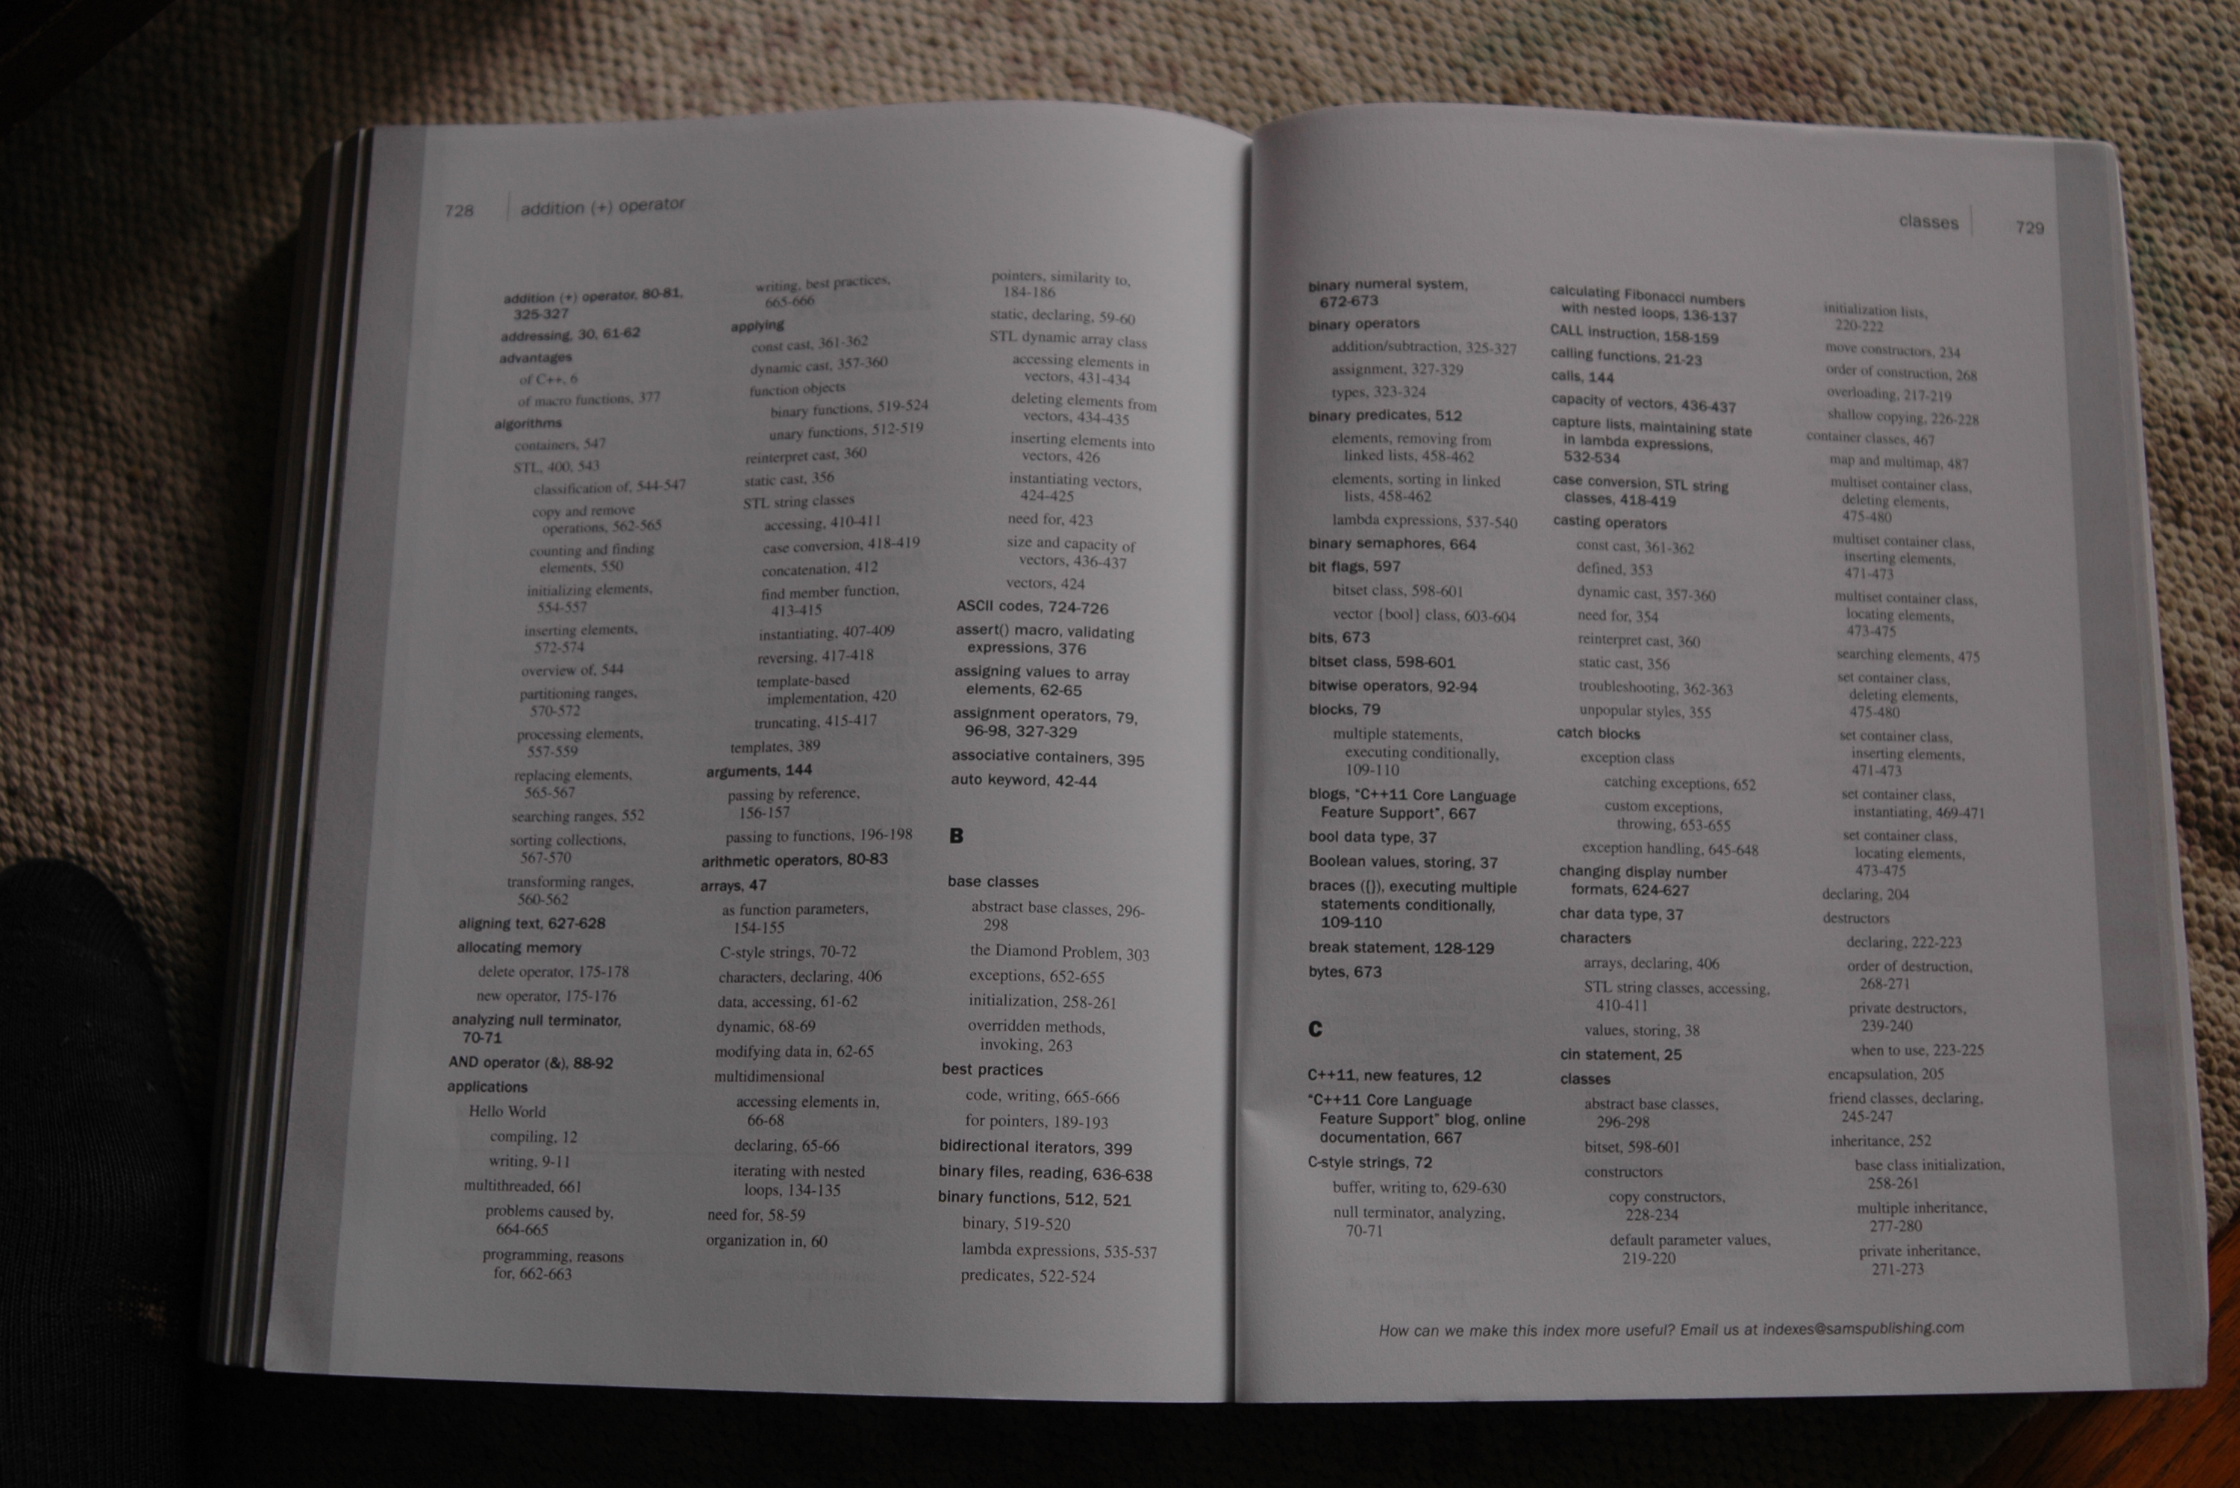 728
addition (+) operator
addition (+) operator, 80-81,
325-327
addressing, 30, 61-62
advantages
of C++, 6
of macro functions, 377
algorithms
containers, 547
STL, 400, 543
classification of, 544-547
copy and remove
operations, 562-565
counting and finding
elements, 550
initializing elements,
554-557
inserting elements,
572-574
overview of, 544
partitioning ranges,
570-572
processing elements,
557-559
replacing elements,
565-567
searching ranges, 552
sorting collections,
567-570
transforming ranges,
560-562
aligning text, 627-628
allocating memory
delete operator, 175-178
new operator, 175-176
analyzing null terminator,
70-71
AND operator (&), 88-92
applications
Hello World
compiling, 12
writing, 9-11
multithreaded, 661
problems caused by,
664-665
programming, reasons
for, 662-663
writing, best practices,
665-666
applying
const cast, 361-362
dynamic cast, 357-360
function objects
binary functions, 519-524
unary functions, 512-519
reinterpret cast, 360
static cast, 356
STL string classes
accessing, 410-411
case conversion, 418-419
concatenation, 412
find member function,
413-415
instantiating, 407-409
reversing, 417-418
template-based
implementation, 420
truncating, 415-417
templates, 389
arguments, 144
passing by reference,
156-157
passing to functions, 196-198
arithmetic operators, 80-83
arrays, 47
as function parameters,
154-155
C-style strings, 70-72
characters, declaring, 406
data, accessing, 61-62
dynamic, 68-69
modifying data in, 62-65
multidimensional
accessing elements in,
66-68
declaring, 65-66
iterating with nested
loops, 134-135
need for, 58-59
organization in, 60
pointers, similarity to,
184-186
static, declaring, 59-60
STL dynamic array class
accessing elements in
vectors, 431-434
deleting elements from
vectors, 434-435
inserting elements into
vectors, 426
instantiating vectors,
424-425
need for, 423
size and capacity of
vectors, 436-437
vectors, 424
ASCII codes, 724-726
assert() macro, validating
expressions, 376
assigning values to array
elements, 62-65
assignment operators, 79,
96-98, 327-329
associative containers, 395
auto keyword, 42-44
B
base classes
abstract base classes, 296-
298
the Diamond Problem, 303
exceptions, 652-655
initialization, 258-261
overridden methods,
invoking, 263
best practices
code, writing, 665-666
for pointers, 189-193
bidirectional iterators, 399
binary files, reading, 636-638
binary functions, 512, 521
binary, 519-520
lambda expressions, 535-537
predicates, 522-524
classes
729
binary numeral system,
672-673
binary operators
addition/subtraction, 325-327
assignment, 327-329
types, 323-324
binary predicates, 512
elements, removing from
linked lists, 458-462
elements, sorting in linked
lists, 458-462
lambda expressions, 537-540
binary semaphores, 664
bit flags, 597
bitset class, 598-601
vector {bool} class, 603-604
bits, 673
bitset class, 598-601
bitwise operators, 92-94
blocks, 79
multiple statements,
executing conditionally,
109-110
blogs, "C++11 Core Language
Feature Support", 667
bool data type, 37
Boolean values, storing, 37
braces ({}), executing multiple
statements conditionally,
109-110
break statement, 128-129
bytes, 673
C
C++11, new features, 12
"C++11 Core Language
Feature Support" blog, online
documentation, 667
C-style strings, 72
buffer, writing to, 629-630
null terminator, analyzing,
70-71
calculating Fibonacci numbers
with nested loops, 136-137
CALL instruction, 158-159
calling functions, 21-23
calls, 144
capacity of vectors, 436-437
capture lists, maintaining state
in lambda expressions,
532-534
case conversion, STL string
classes, 418-419
casting operators
const cast, 361-362
defined, 353
dynamic cast, 357-360
need for, 354
reinterpret cast, 360
static cast, 356
troubleshooting, 362-363
unpopular styles, 355
catch blocks
exception class
catching exceptions, 652
custom exceptions,
throwing, 653-655
exception handling, 645-648
changing display number
formats, 624-627
char data type, 37
characters
arrays, declaring, 406
STL string classes, accessing,
410-411
values, storing, 38
cin statement, 25
classes
abstract base classes,
296-298
bitset, 598-601
constructors
copy constructors,
228-234
default parameter values,
219-220
initialization lists,
220-222
move constructors, 234
order of construction, 268
overloading, 217-219
shallow copying, 226-228
container classes, 467
map and multimap, 487
multiset container class,
deleting elements,
475-480
multiset container class,
inserting elements,
471-473
multiset container class,
locating elements,
473-475
searching elements, 475
set container class,
deleting elements,
475-480
set container class,
inserting elements,
471-473
set container class,
instantiating, 469-471
set container class,
locating elements,
473-475
declaring, 204
destructors
declaring, 222-223
order of destruction,
268-271
private destructors,
239-240
when to use, 223-225
encapsulation, 205
friend classes, declaring,
245-247
inheritance, 252
base class initialization,
258-261
multiple inheritance,
277-280
private inheritance,
271-273
How can we make this index more useful? Email us at indexes@samspublishing.com